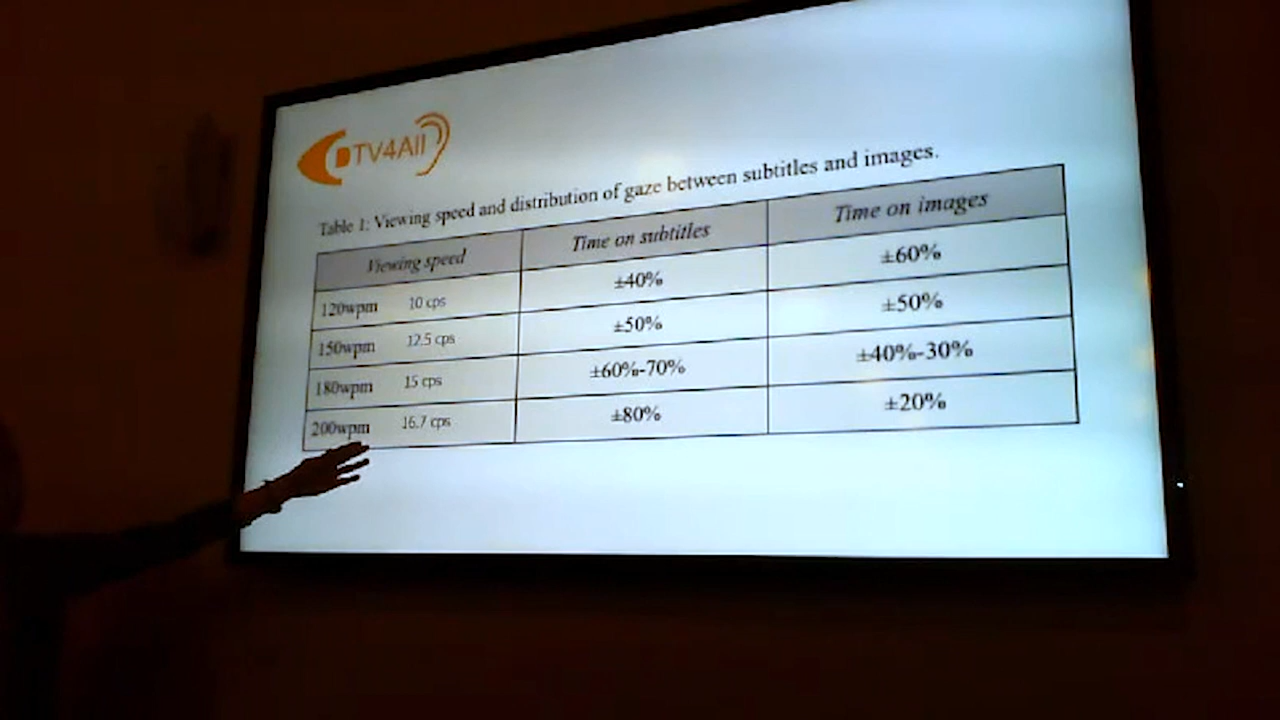 DTV4All
Table 1: Viewing speed and distribution of gaze between subtitles and images.
Viewing speed Time on subtitles Time on images
120wpm 10 cps ±40% ±60%
150wpm 12.5 cps ±50% ±50%
180wpm 15 cps ±60%-70% ±40%-30%
200wpm 16.7 cps ±80% ±20%